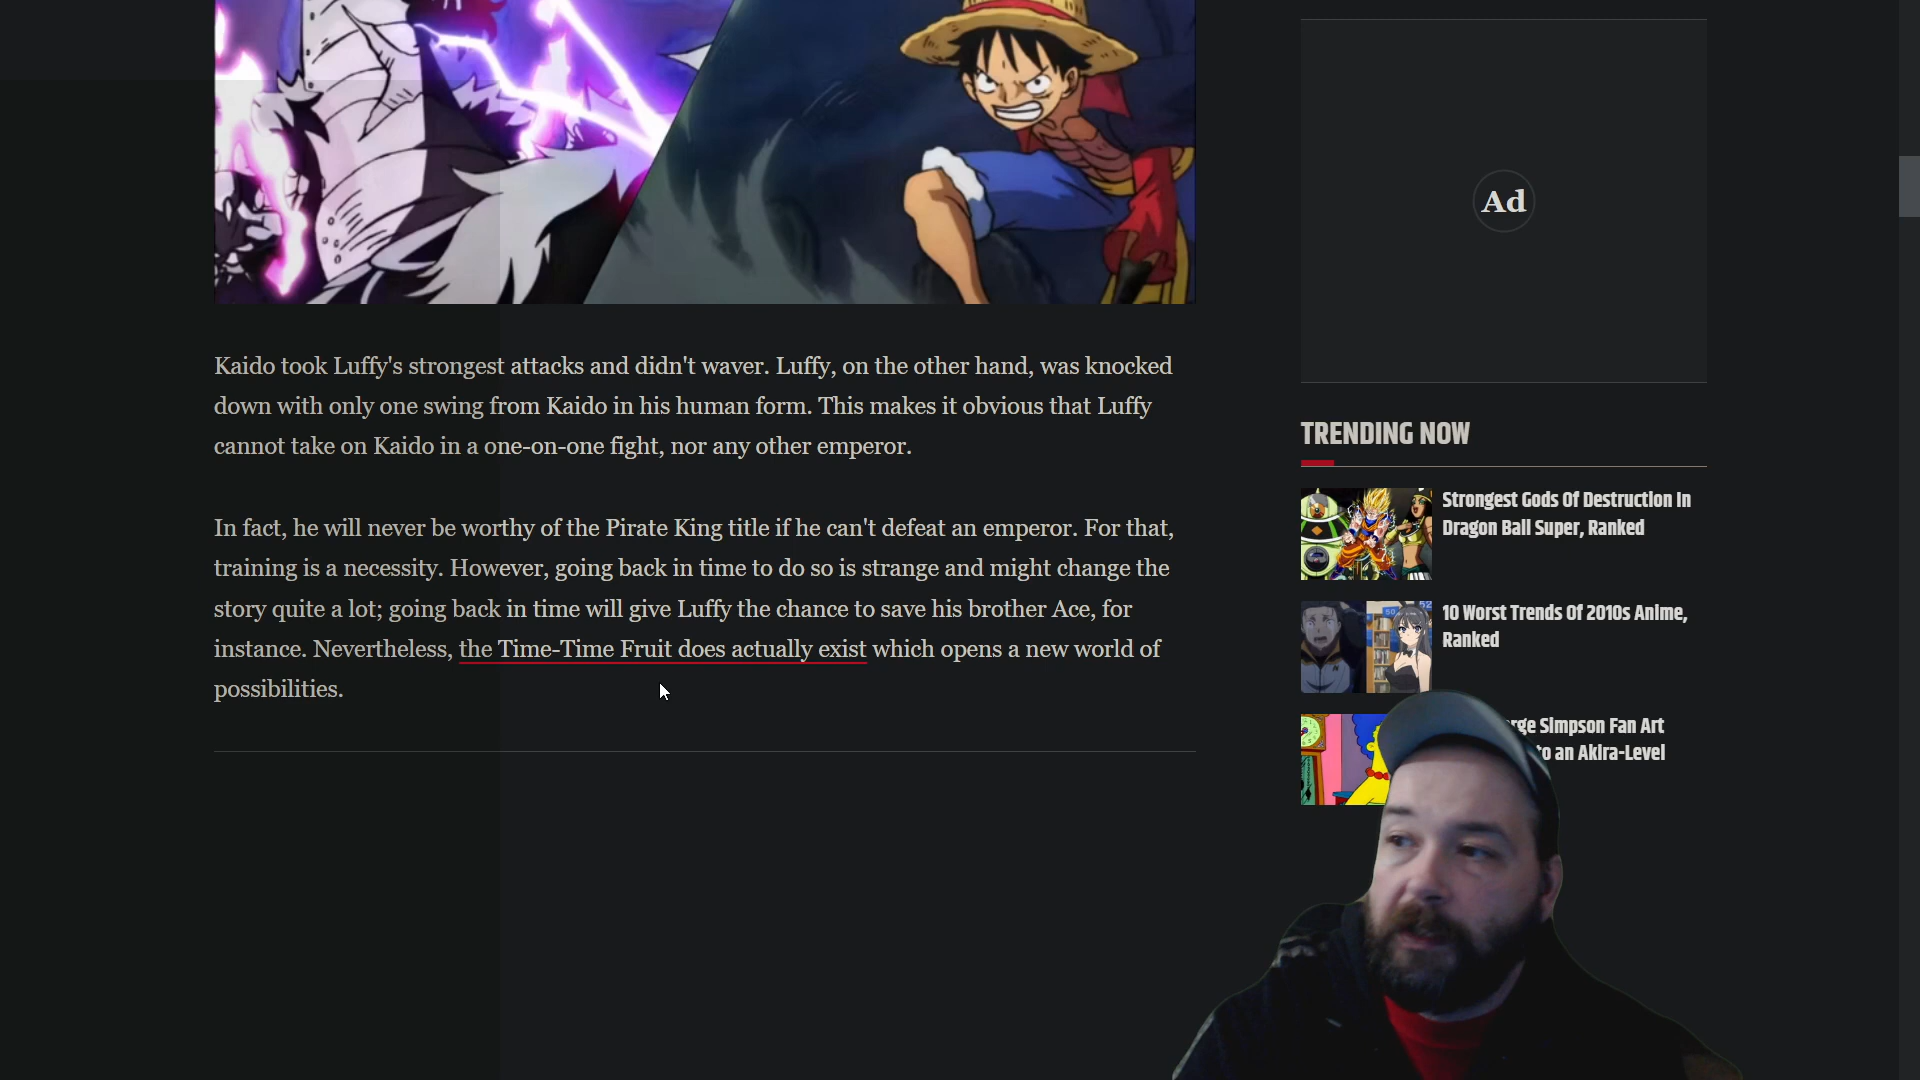 Kaido took Luffy's strongest attacks and didn't waver. Luffy, on the other hand, was knocked
down with only one swing from Kaido in his human form. This makes it obvious that Luffy
cannot take on Kaido in a one-on-one fight, nor any other emperor.
In fact, he will never be worthy of the Pirate King title if he can't defeat an emperor. For that,
training is a necessity. However, going back in time to do so is strange and might change the
story quite a lot; going back in time will give Luffy the chance to save his brother Ace, for
instance. Nevertheless, the Time-Time Fruit does actually exist which opens a new world of
possibilities.
Ad
TRENDING NOW
Strongest Gods Of Destruction In
Dragon Ball Super, Ranked
10 Worst Trends Of 2010s Anime,
Ranked
Simpson Fan Art
to an Akira-Level